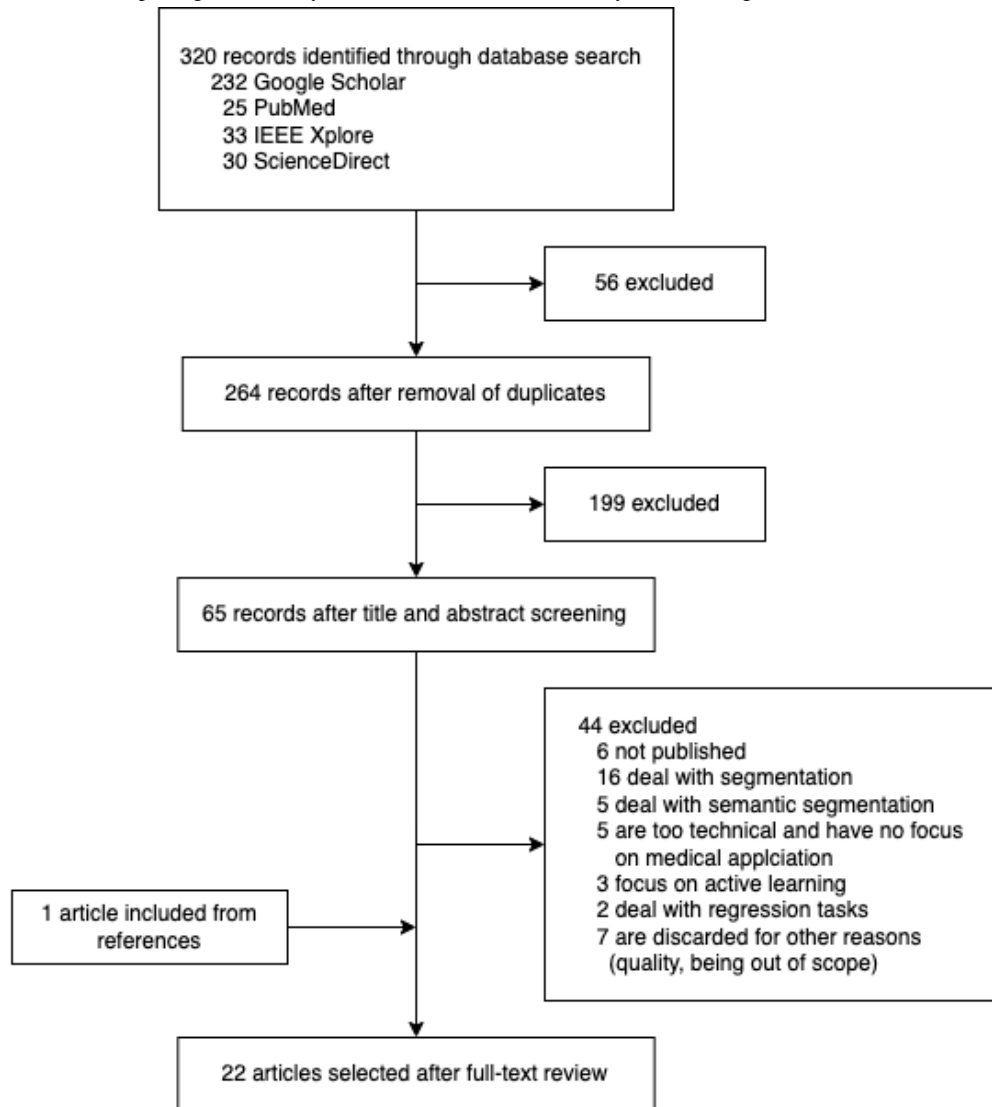 320 records identified through database search
232 Google Scholar
25 PubMed
33 IEEE Xplore
30 ScienceDirect
56 excluded
264 records after removal of duplicates
199 excluded
65 records after title and abstract screening
44 excluded
6 not published
16 deal with segmentation
5 deal with semantic segmentation
5 are too technical and have no focus
on medical applciation
3 focus on active learning
2 deal with regression tasks
7 are discarded for other reasons
(quality, being out of scope)
1 article included from
references
22 articles selected after full-text review